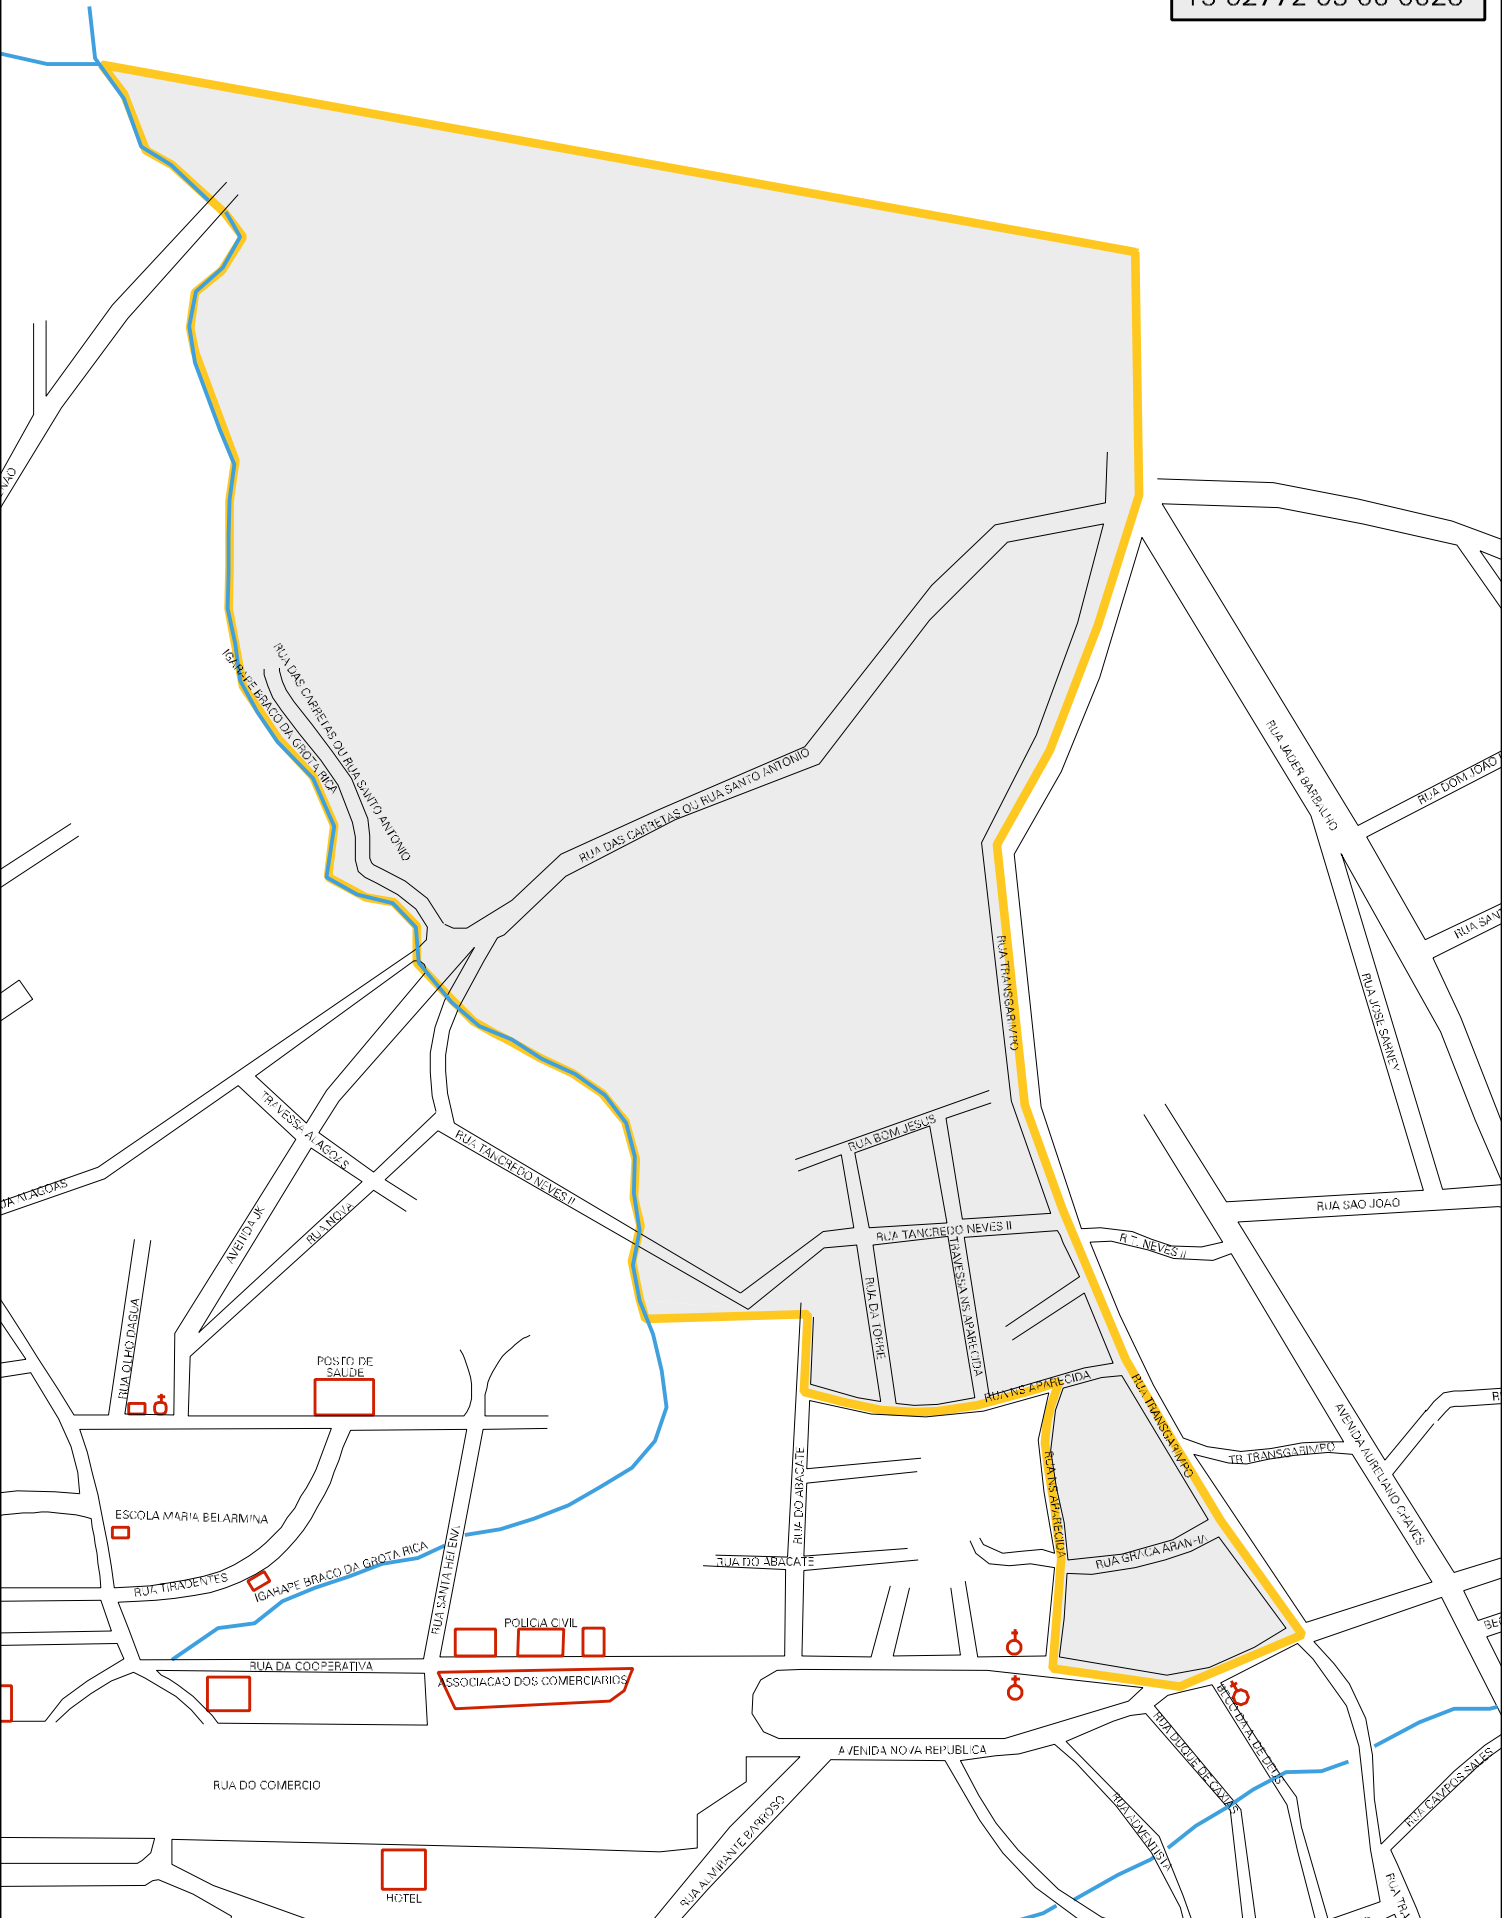 RUA DAS CARRETAS OU RUA SANTO ANTONIO
IGARAPE BRACO DA GROTA RICA
RUA DAS CARRETAS OU RUA SANTO ANTONIO
RUA JADER BARBALHO
RUA DOM JOAO
RUA TRANSGARIMPO
RUA JOSE SARNEY
TRAVESSA ALAGOAS
RUA BOM JESUS
RUA TANCREDO NEVES II
ALAGOAS
RUA SAO JOAO
AVENIDA JK
RUA NOVA
RUA TANCREDO NEVES II
R T. NEVES II
TRAVESSA NS APARECIDA
RUA DA TORRE
RUA OLHO DAGUA
POSTO DE
SAUDE
RUA NS APARECIDA
RUA TRANSGARIMPO
AVENIDA AURELIANO CHAVES
TR TRANSGARIMPO
RUA DO ABACATE
RUA NS APARECIDA
ESCOLA MARIA BELARMINA
RUA GRACA ARANHA
RUA DO ABACATE
IGARAPE BRACO DA GROTA RICA
RUA TIRADENTES
RUA SANTA HELENA
POLICIA CIVIL
RUA DA COOPERATIVA
ASSOCIACAO DOS COMERCIARIOS
BECO DA A. DE DEUS
RUA DUQUE DE CAXIAS
AVENIDA NOVA REPUBLICA
RUA DO COMERCIO
RUA ADVENTISTA
RUA CAMPOS SALES
RUA ALMIRANTE BARROSO
HOTEL